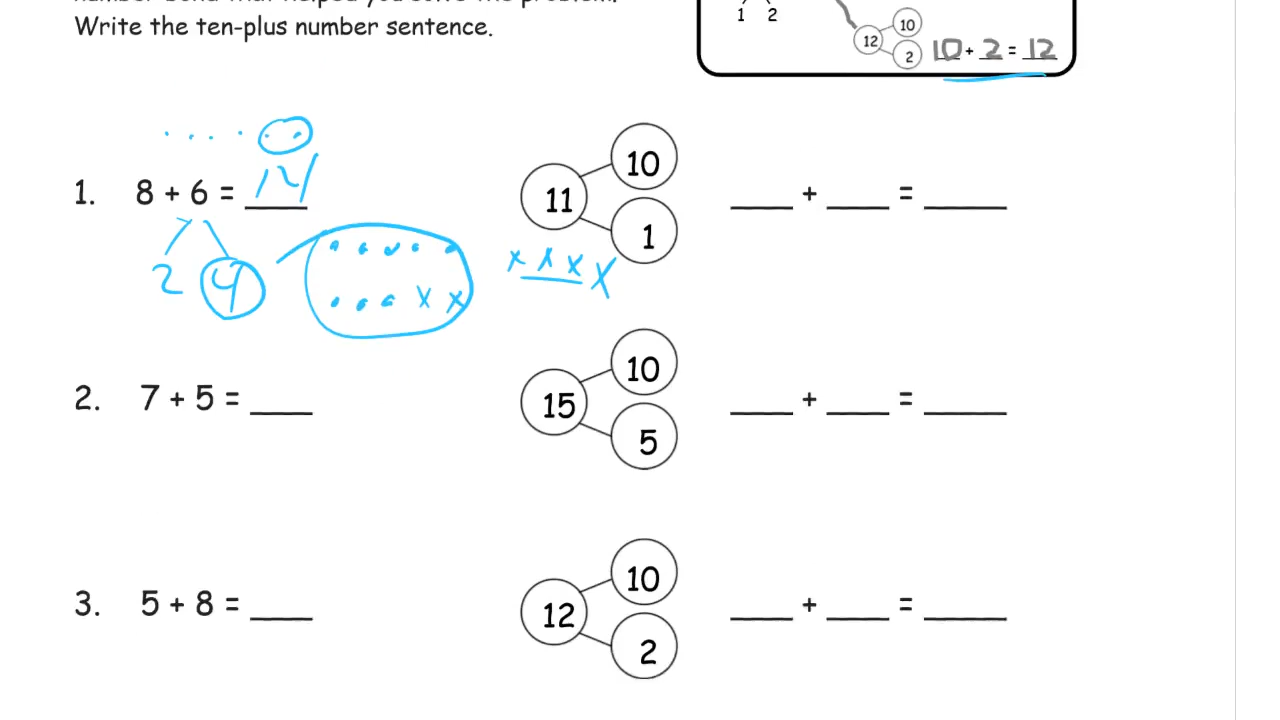 Write the ten-plus number sentence.
1 2
12 10 2 10 + 2 = 12
1. 8 + 6 = 14
2 4
x x x x
x x
11 10 1
___ + ___ = ___
2. 7 + 5 = ___
15 10 5
___ + ___ = ___
3. 5 + 8 = ___
12 10 2
___ + ___ = ___